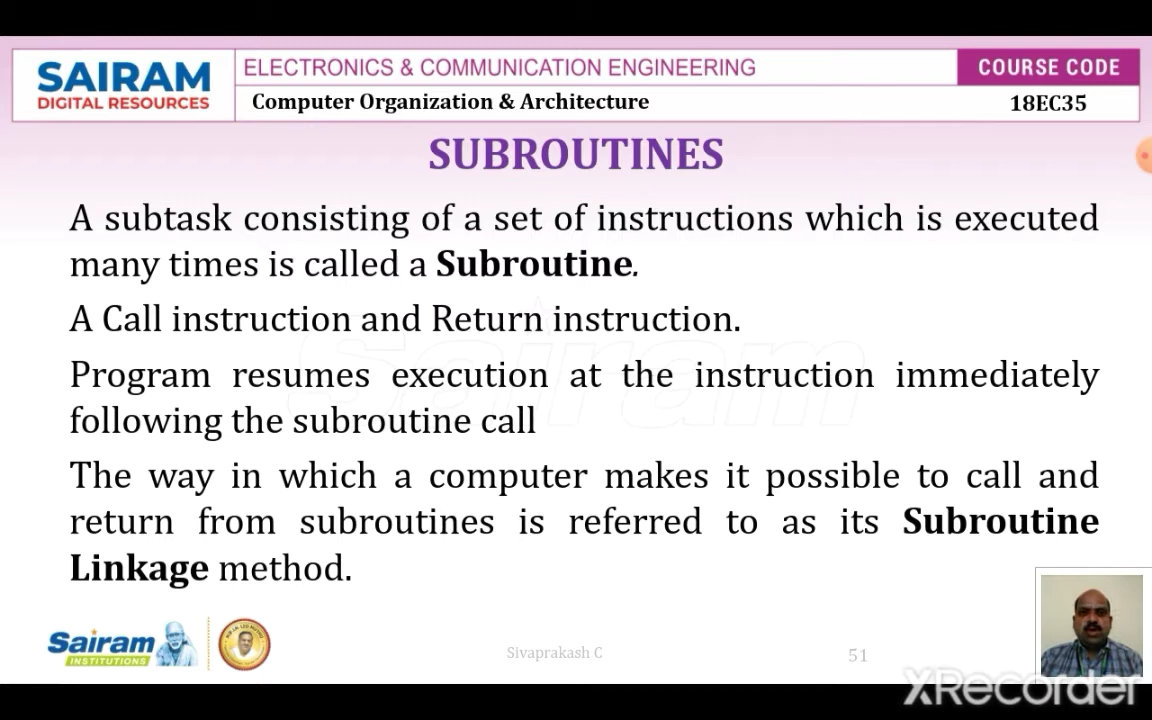 SAIRAM
DIGITAL RESOURCES
ELECTRONICS & COMMUNICATION ENGINEERING
COURSE CODE
Computer Organization & Architecture
18EC35
SUBROUTINES
A subtask consisting of a set of instructions which is executed
many times is called a Subroutine.
A Call instruction and Return instruction.
Program resumes execution at the instruction immediately
following the subroutine call
The way in which a computer makes it possible to call and
return from subroutines is referred to as its Subroutine
Linkage method.
Sairam
Sairam
INSTITUTIONS
Sivaprakash C
51
XRecorder